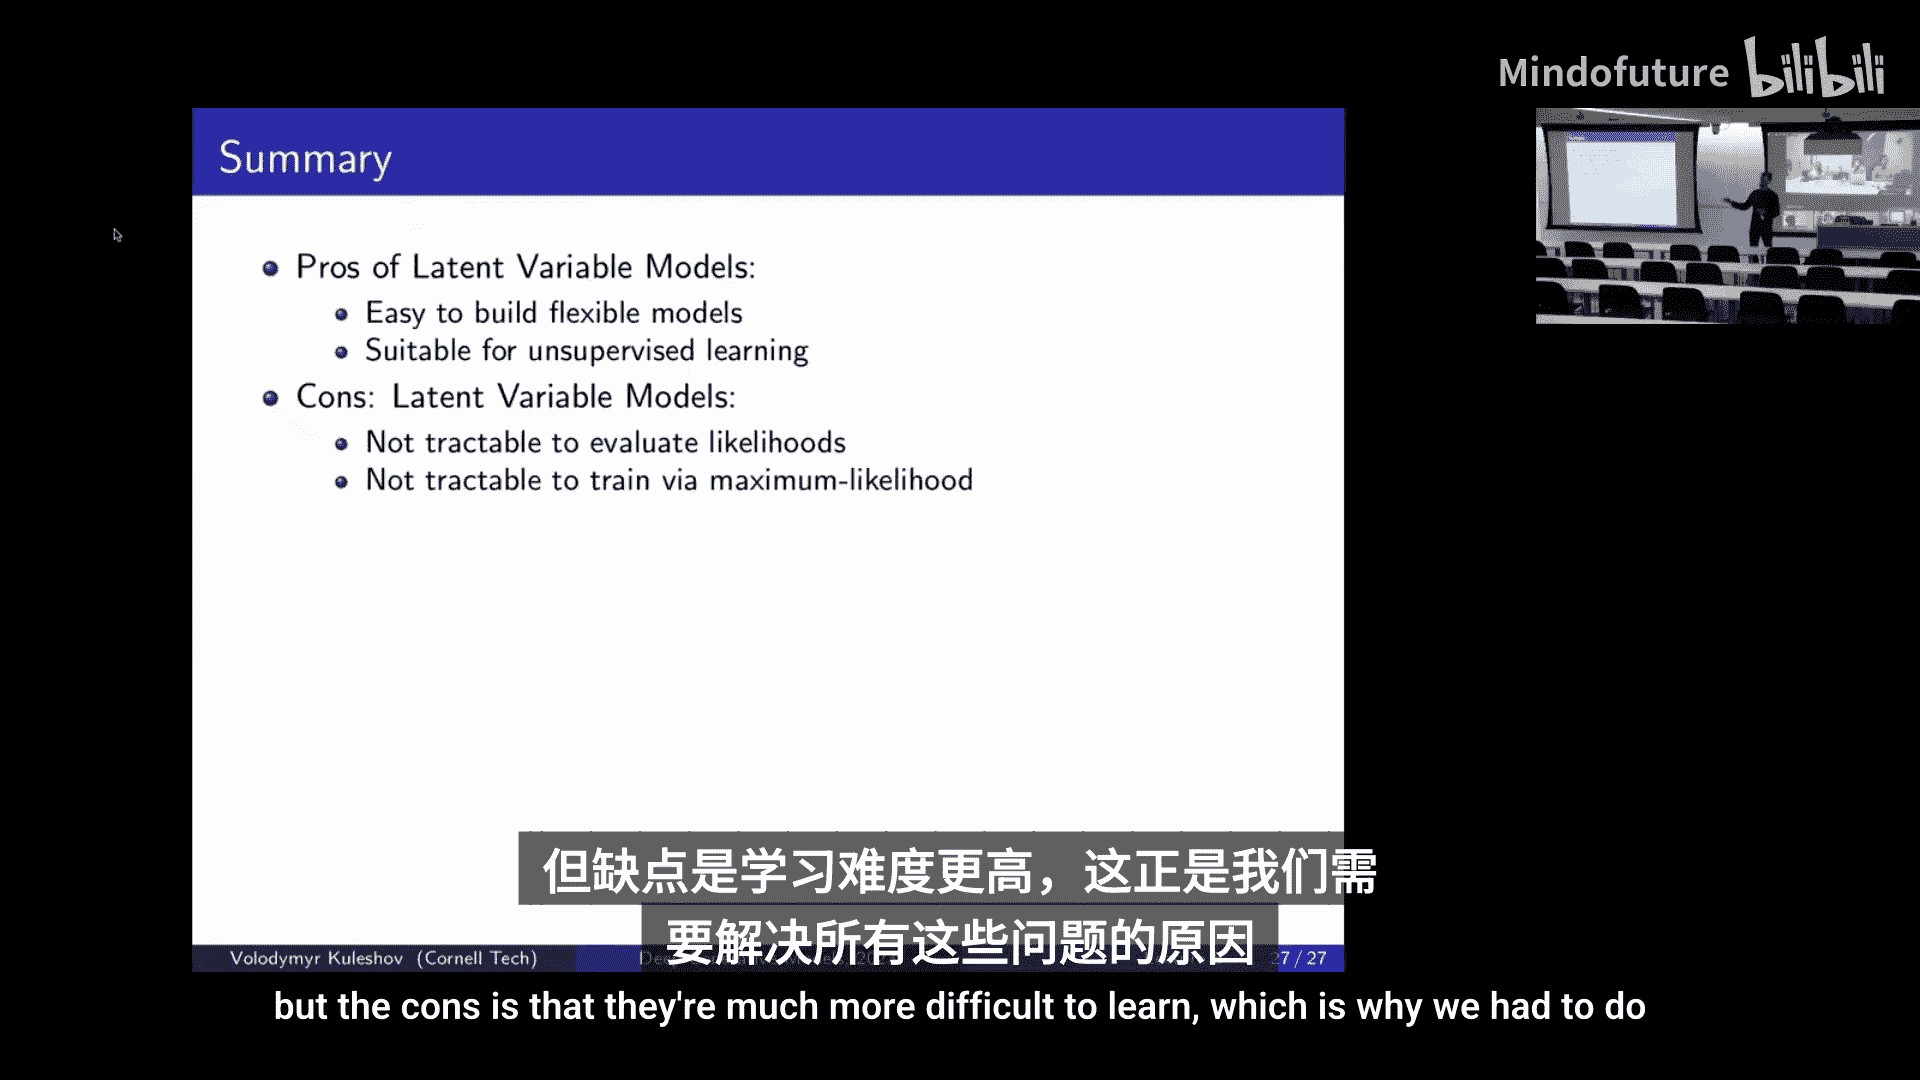 Mindofuture bilibili
Summary
Pros of Latent Variable Models:
Easy to build flexible models
Suitable for unsupervised learning
Cons: Latent Variable Models:
Not tractable to evaluate likelihoods
Not tractable to train via maximum-likelihood
但缺点是学习难度更高，这正是我们需
要解决所有这些问题的原因
Volodymyr Kuleshov (Cornell Tech)
27 / 27
but the cons is that they're much more difficult to learn, which is why we had to do